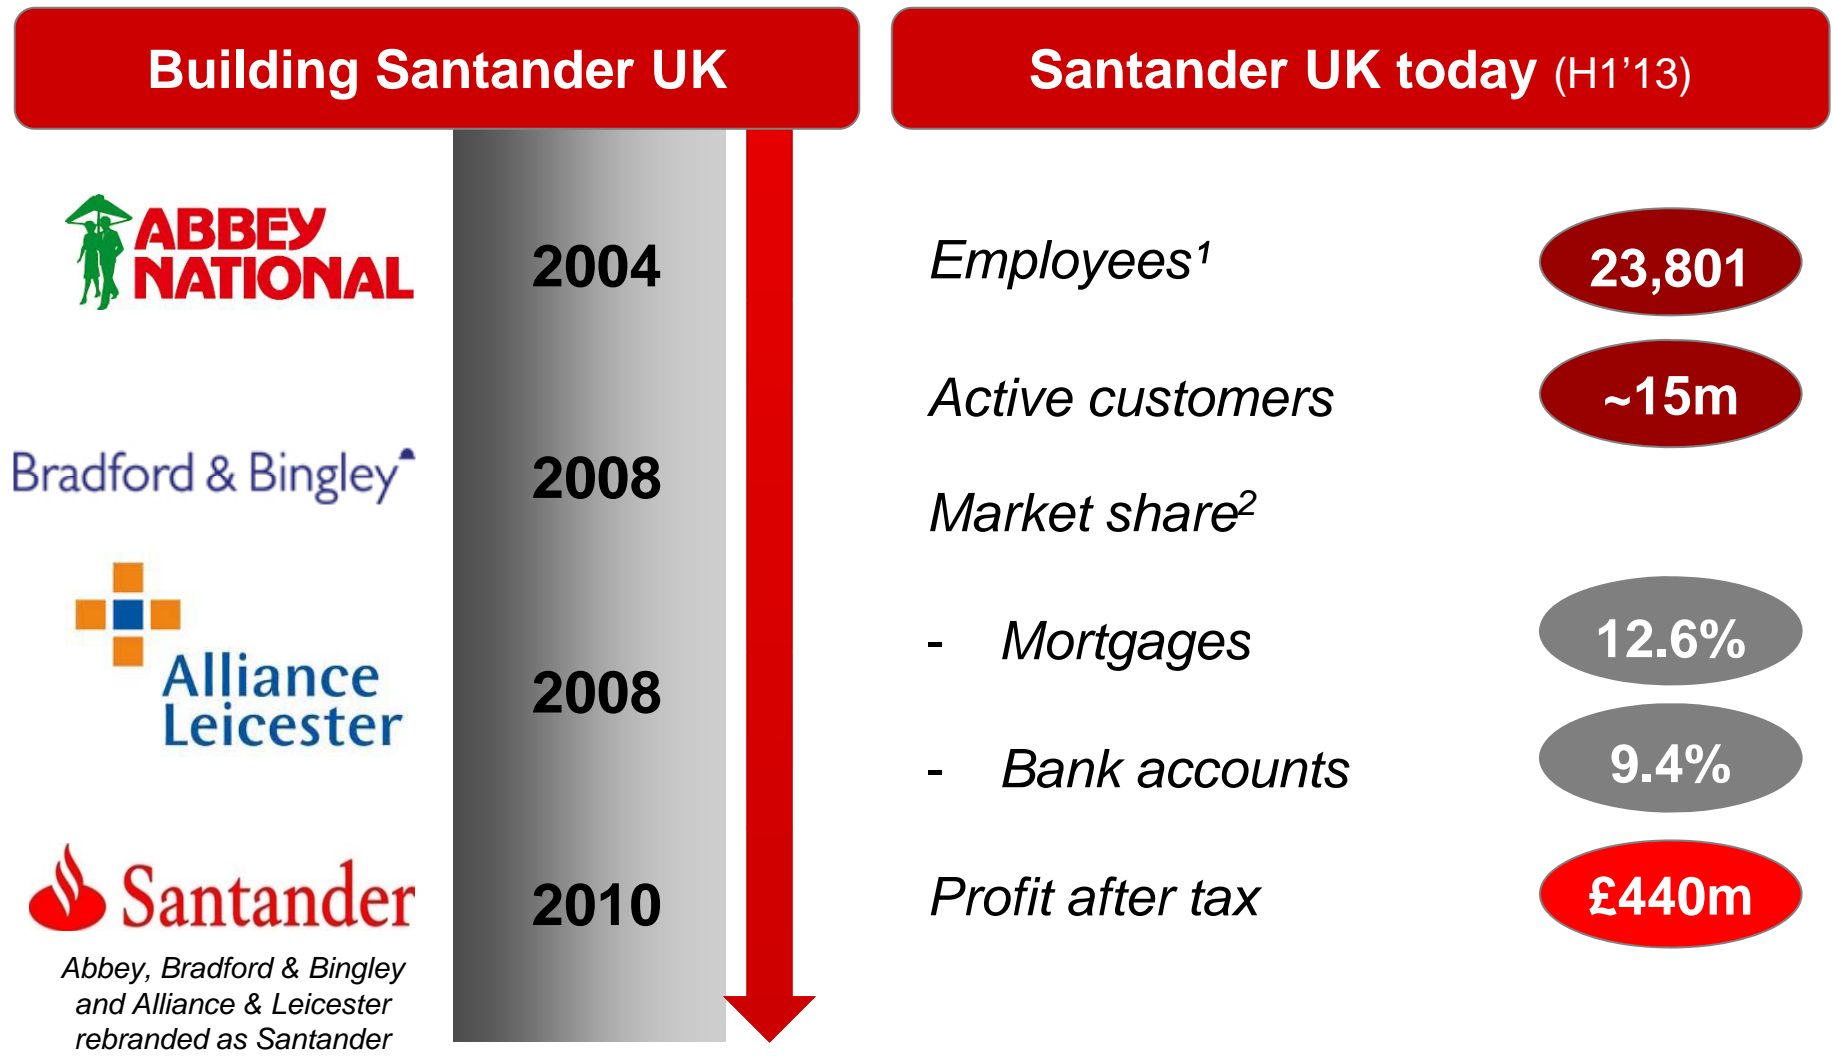 Building Santander UK
Santander UK today (H1’13)
ABBEY
NATIONAL
2004
Bradford & Bingley
2008
Alliance
Leicester
2008
Santander
2010
Abbey, Bradford & Bingley
and Alliance & Leicester
rebranded as Santander
Employees¹ 23,801
Active customers ~15m
Market share²
- Mortgages 12.6%
- Bank accounts 9.4%
Profit after tax £440m